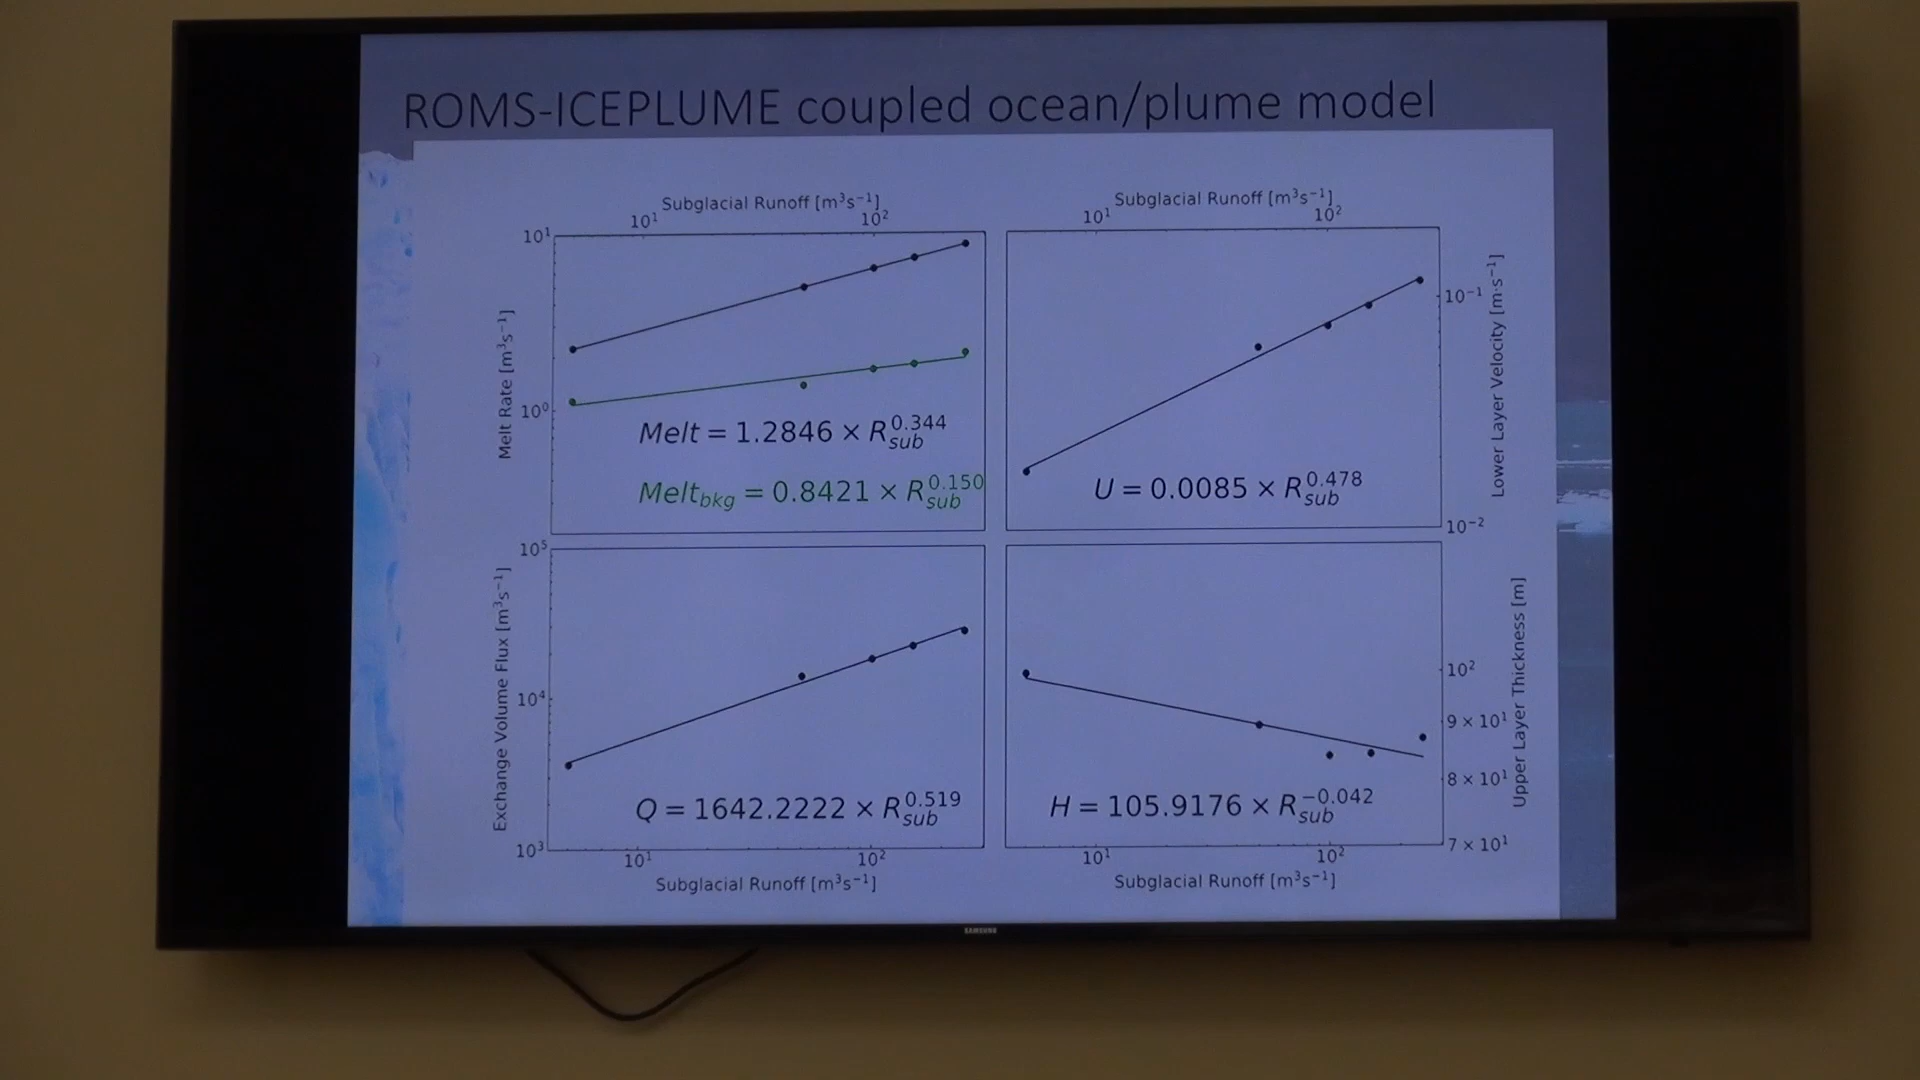 ROMS-ICEPLUME coupled ocean/plume model
Subglacial Runoff [m³s⁻¹]
10¹ 10²
Subglacial Runoff [m³s⁻¹]
10¹ 10²
10¹
10⁰
Melt Rate [m³s⁻¹]
Melt = 1.2846 × R_sub^0.344
Melt_bkg = 0.8421 × R_sub^0.150
10⁻¹
10⁻²
Lower Layer Velocity [m·s⁻¹]
U = 0.0085 × R_sub^0.478
10⁵
10⁴
10³
Exchange Volume Flux [m³s⁻¹]
Q = 1642.2222 × R_sub^0.519
10¹ 10²
Subglacial Runoff [m³s⁻¹]
10²
9 × 10¹
8 × 10¹
7 × 10¹
Upper Layer Thickness [m]
H = 105.9176 × R_sub^−0.042
10¹ 10²
Subglacial Runoff [m³s⁻¹]
SAMSUNG